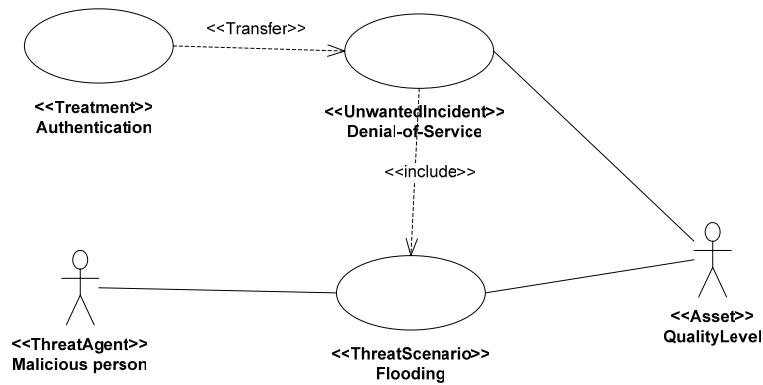 <<Transfer>>
<<Treatment>>
Authentication
<<UnwantedIncident>>
Denial-of-Service
<<include>>
<<Asset>>
QualityLevel
<<ThreatAgent>>
Malicious person
<<ThreatScenario>>
Flooding